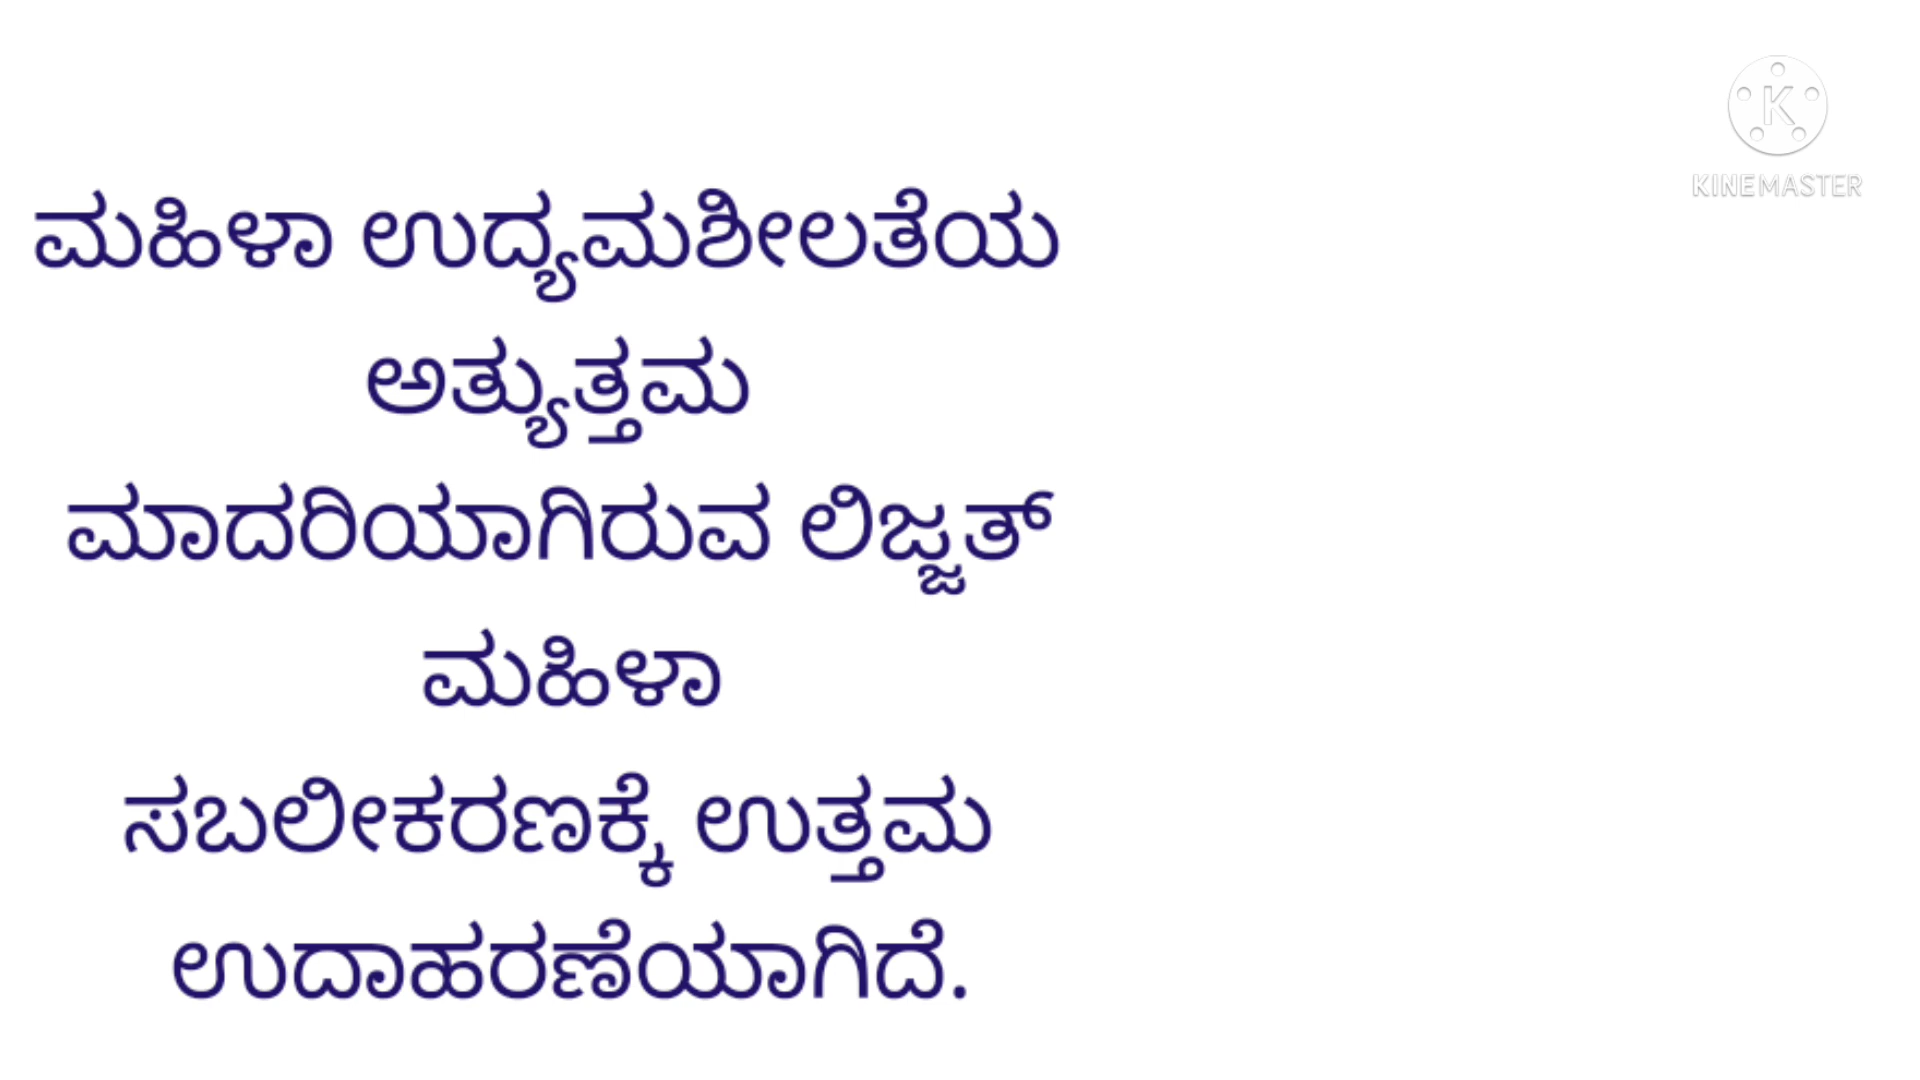 KINEMASTER
ಮಹಿಳಾ ಉದ್ಯಮಶೀಲತೆಯ
ಅತ್ಯುತ್ತಮ
ಮಾದರಿಯಾಗಿರುವ ಲಿಜ್ಜತ್
ಮಹಿಳಾ
ಸಬಲೀಕರಣಕ್ಕೆ ಉತ್ತಮ
ಉದಾಹರಣೆಯಾಗಿದೆ.